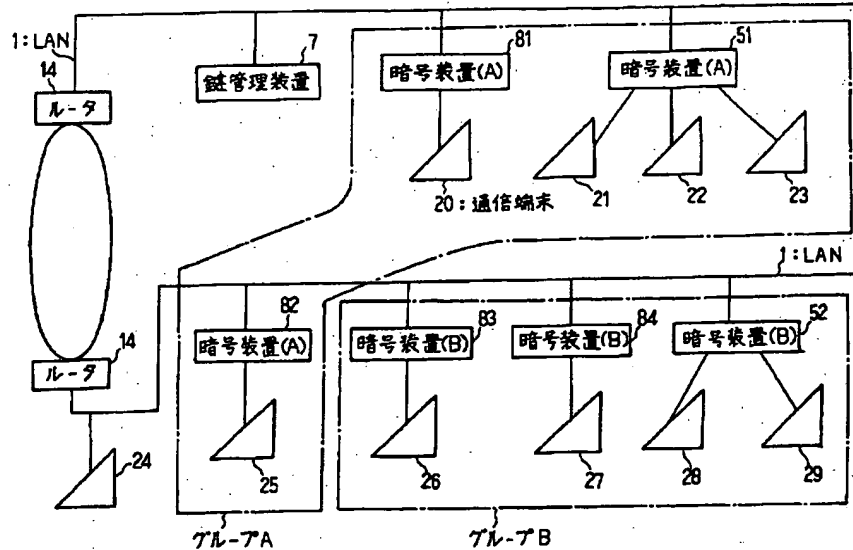 1:LAN
14
ルータ
7
鍵管理装置
81
暗号装置(A)
51
暗号装置(A)
20:通信端末
21
22
23
1:LAN
14
ルータ
82
暗号装置(A)
83
暗号装置(B)
84
暗号装置(B)
52
暗号装置(B)
24
25
26
27
28
29
グループA
グループB